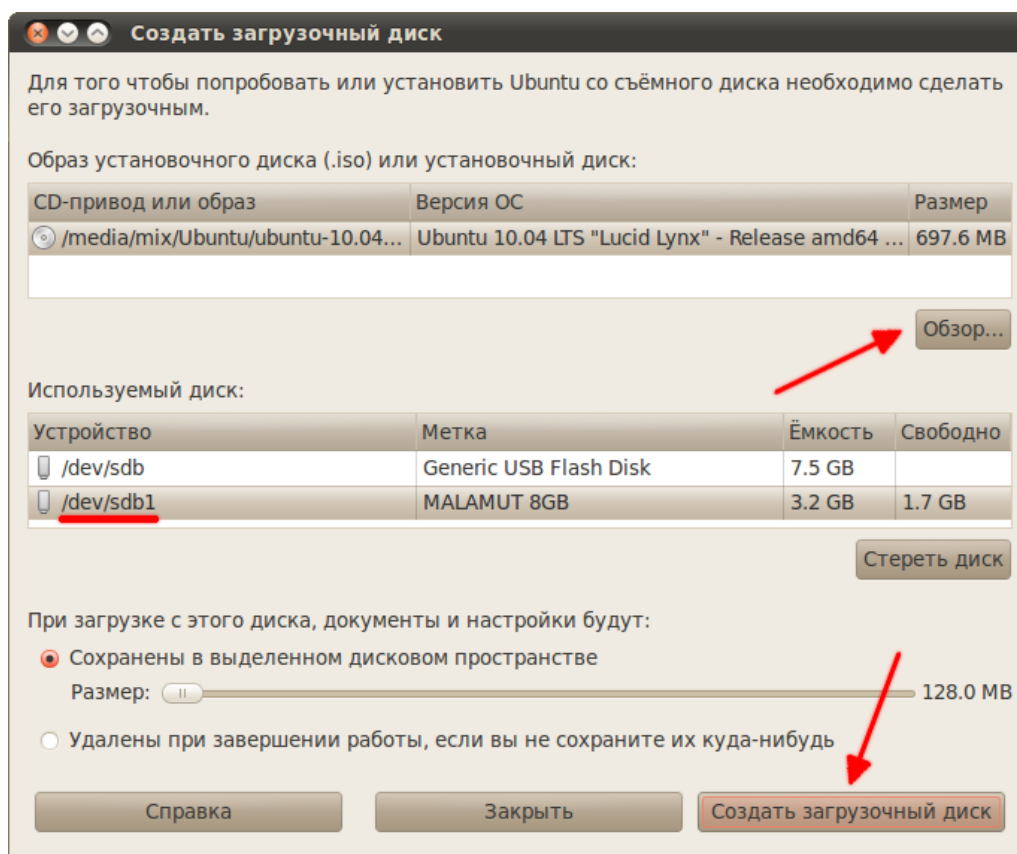 Создать загрузочный диск
Для того чтобы попробовать или установить Ubuntu со съёмного диска необходимо сделать
его загрузочным.
Образ установочного диска (.iso) или установочный диск:
CD-привод или образ Версия ОС Размер
/media/mix/Ubuntu/ubuntu-10.04... Ubuntu 10.04 LTS "Lucid Lynx" - Release amd64 ... 697.6 MB
Обзор...
Используемый диск:
Устройство Метка Ёмкость Свободно
/dev/sdb Generic USB Flash Disk 7.5 GB
/dev/sdb1 MALAMUT 8GB 3.2 GB 1.7 GB
Стереть диск
При загрузке с этого диска, документы и настройки будут:
Сохранены в выделенном дисковом пространстве
Размер: 128.0 MB
Удалены при завершении работы, если вы не сохраните их куда-нибудь
Справка Закрыть Создать загрузочный диск